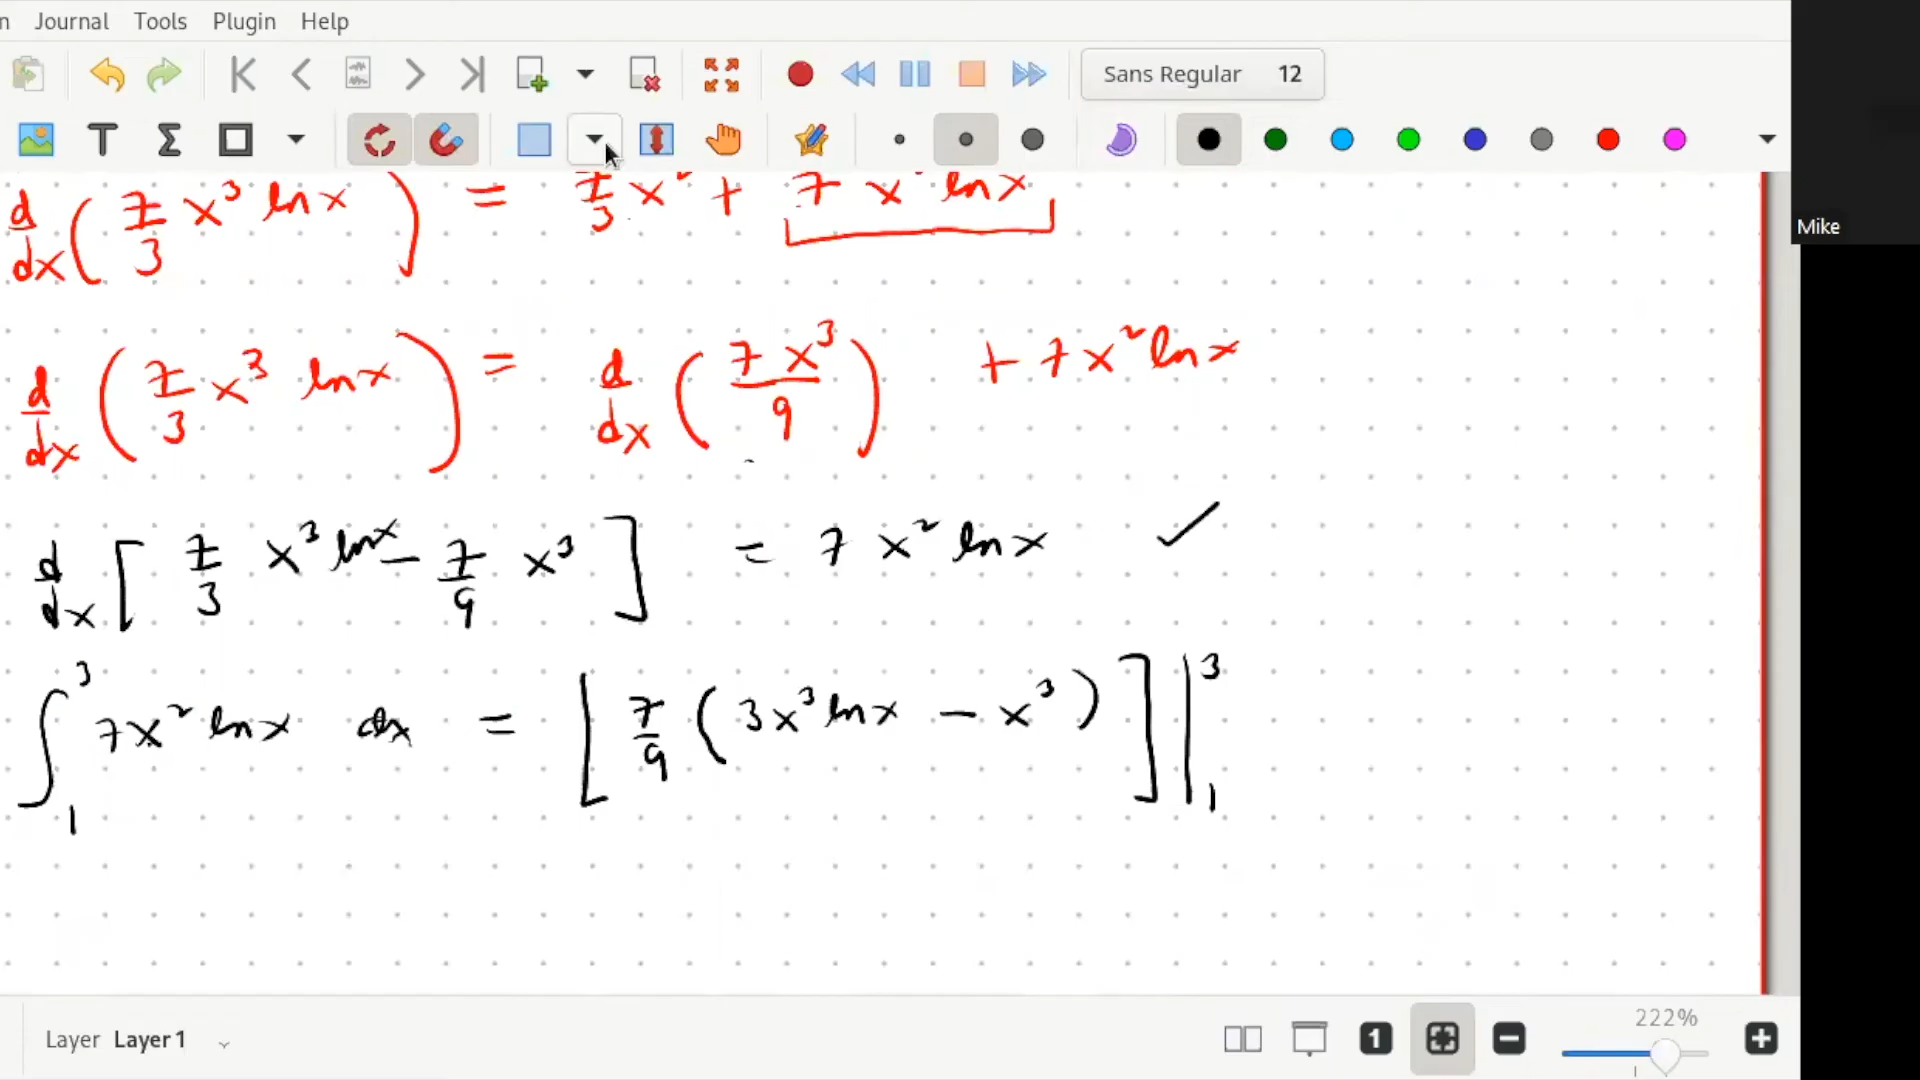 Journal Tools Plugin Help
Sans Regular 12
Mike
d/dx ( 7/3 x³ ln x ) = 7/3 x² + 7 x² ln x
d/dx ( 7/3 x³ ln x ) = d/dx ( 7x³/9 ) + 7x² ln x
d/dx [ 7/3 x³ ln x − 7/9 x³ ] = 7 x² ln x ✓
∫₁³ 7x² ln x dx = [ 7/9 ( 3x³ ln x − x³ ) ] |₁³
Layer Layer 1
1
222%